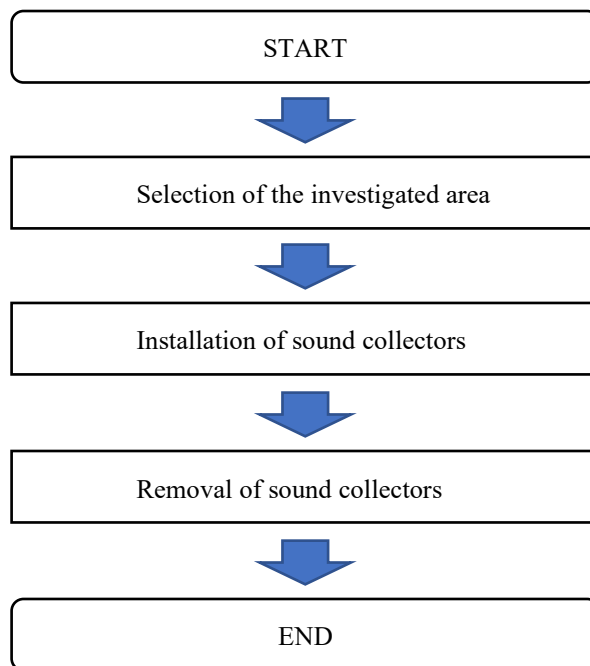 START
Selection of the investigated area
Installation of sound collectors
Removal of sound collectors
END